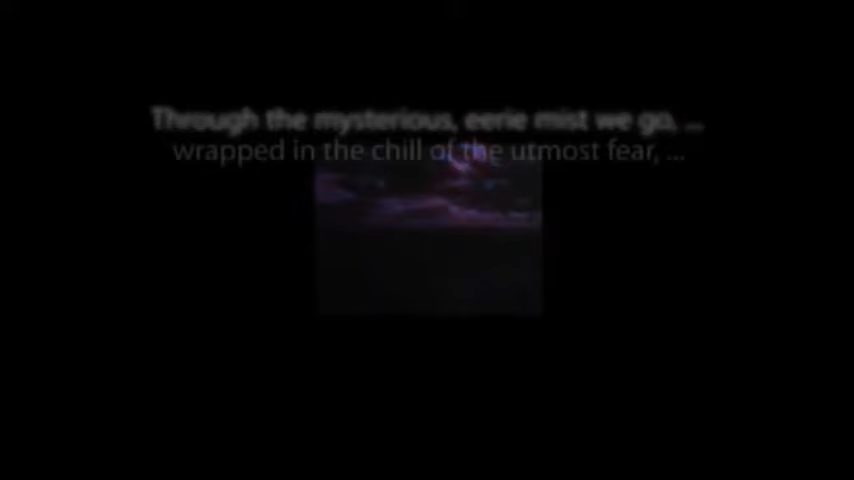 Through the mysterious, eerie mist we go, ...
wrapped in the chill of the utmost fear, ...